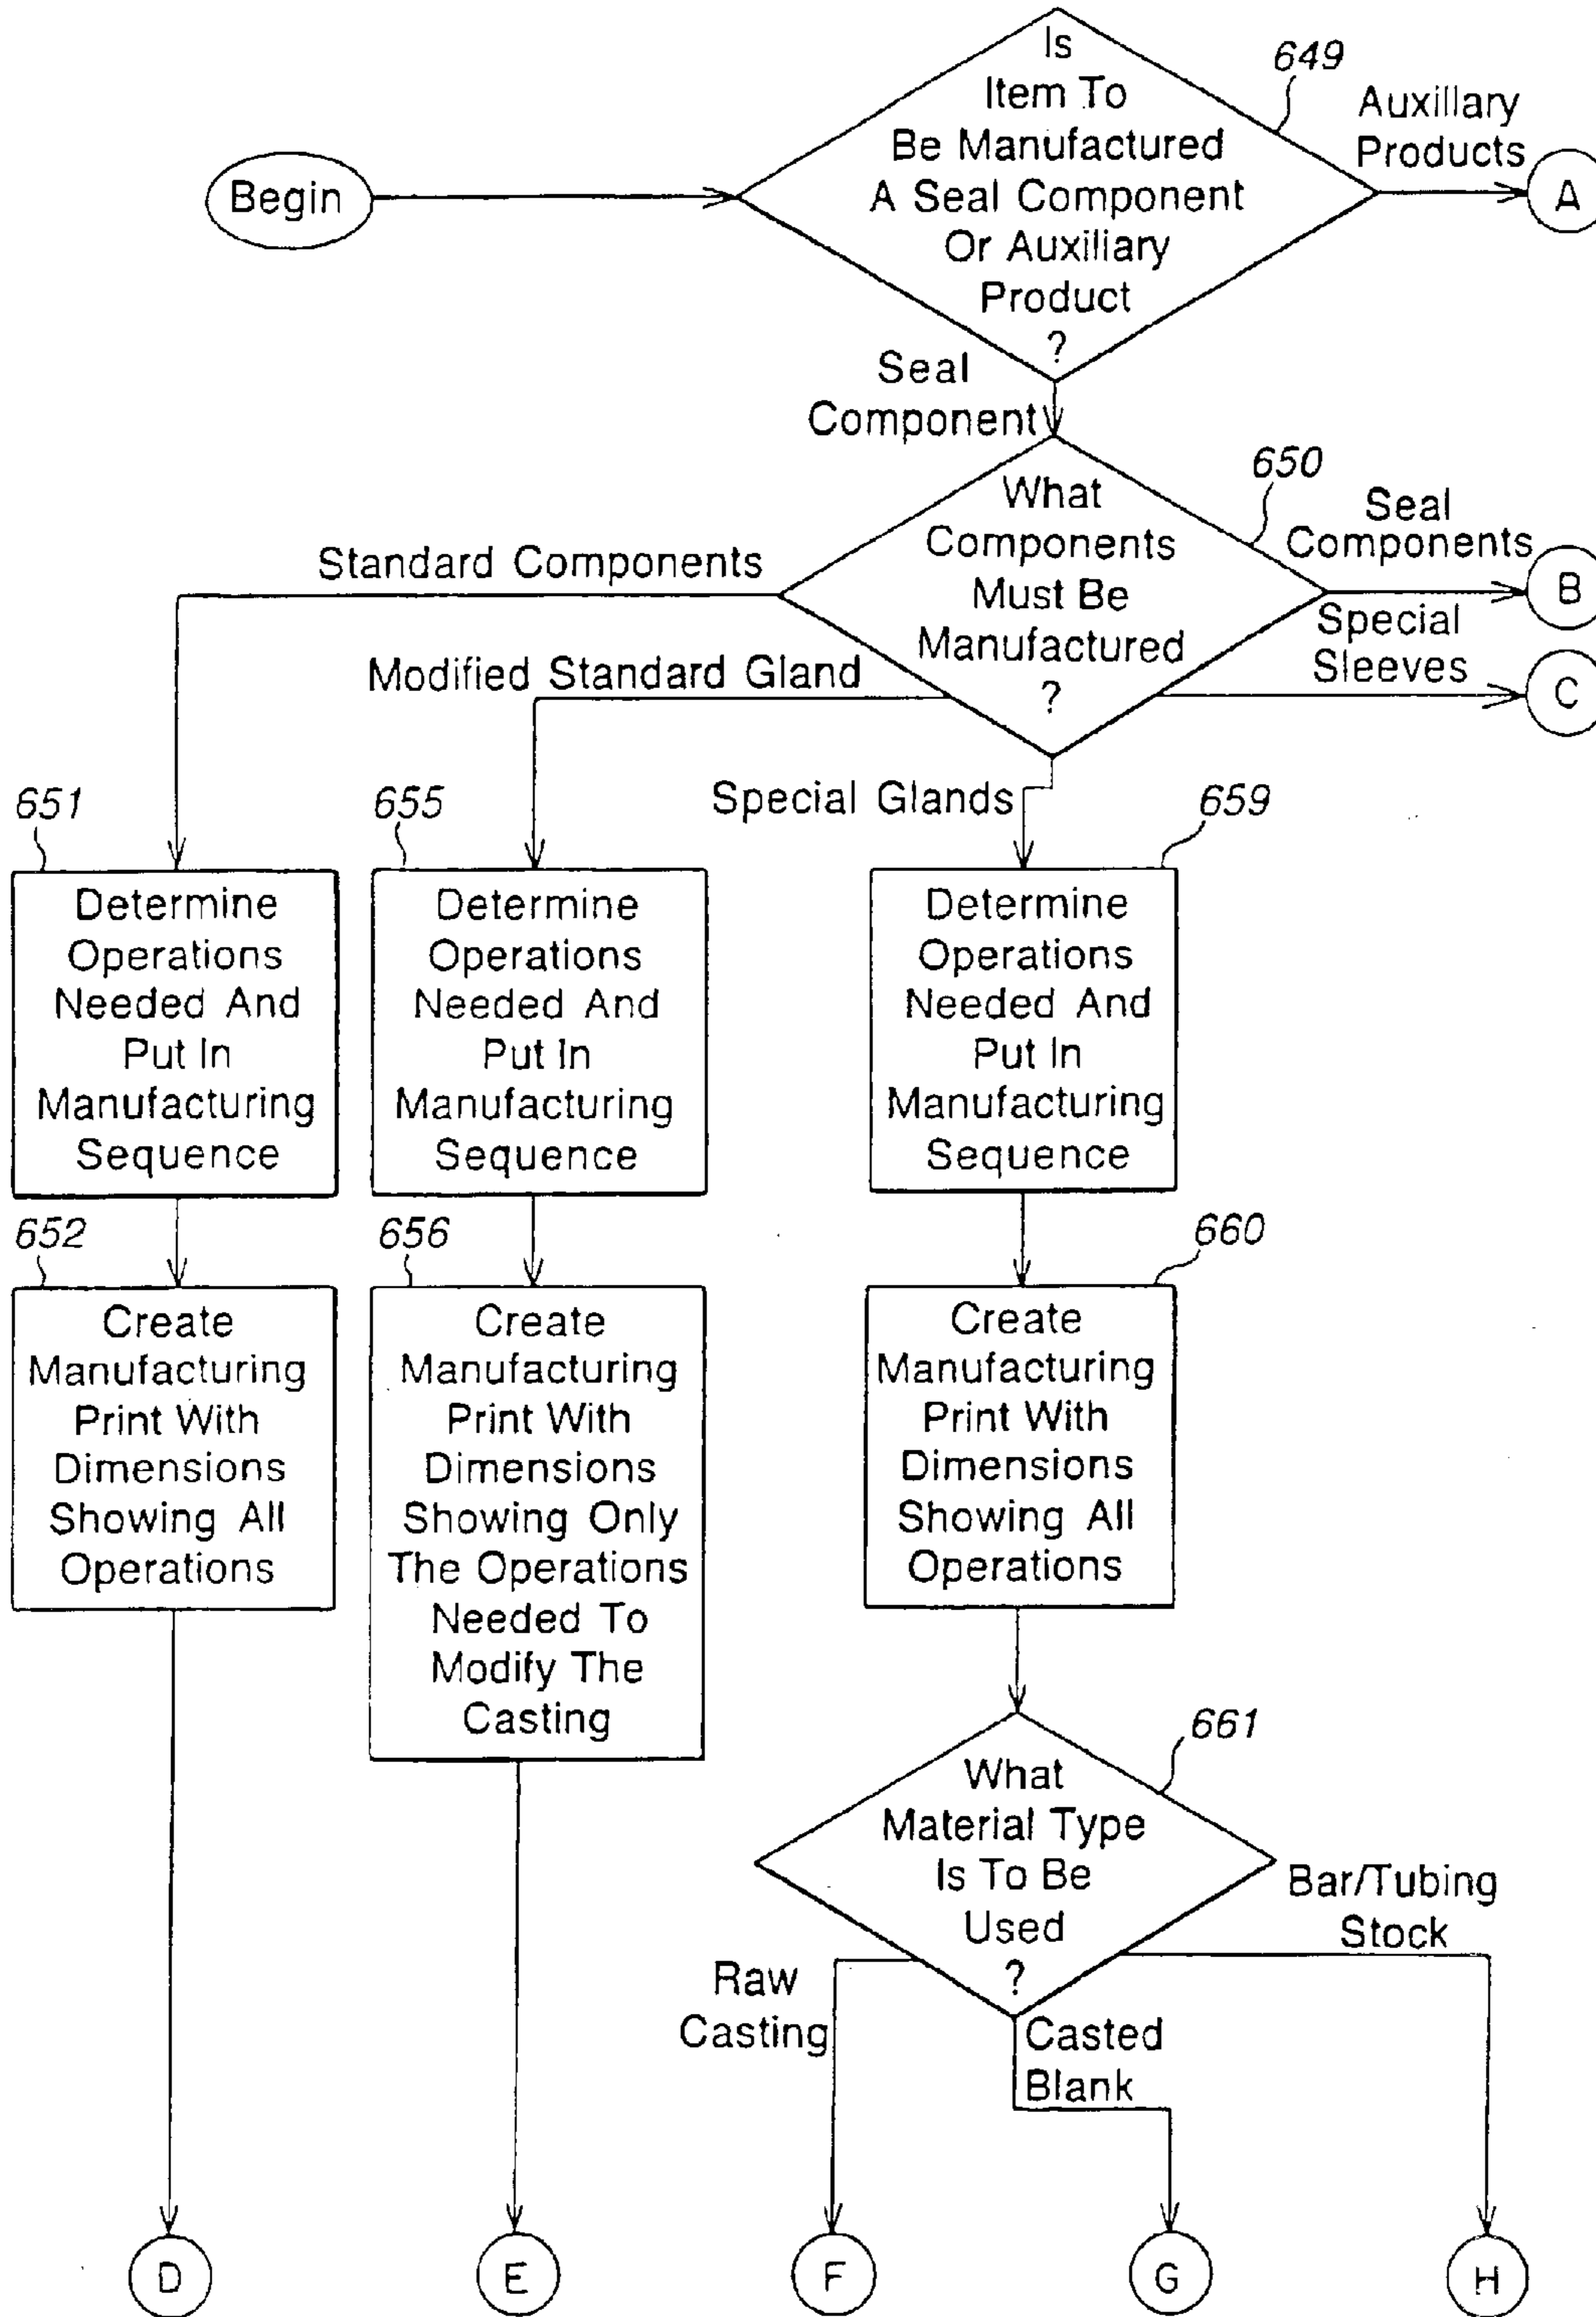 Begin
Is
Item To
Be Manufactured
A Seal Component
Or Auxiliary
Product
?
649
Auxillary
Products
A
Seal
Component
What
Components
Must Be
Manufactured
?
650
Seal
Components
B
Special
Sleeves
C
Standard Components
Modified Standard Gland
Special Glands
651
Determine
Operations
Needed And
Put In
Manufacturing
Sequence
655
Determine
Operations
Needed And
Put In
Manufacturing
Sequence
659
Determine
Operations
Needed And
Put In
Manufacturing
Sequence
652
Create
Manufacturing
Print With
Dimensions
Showing All
Operations
656
Create
Manufacturing
Print With
Dimensions
Showing Only
The Operations
Needed To
Modify The
Casting
660
Create
Manufacturing
Print With
Dimensions
Showing All
Operations
661
What
Material Type
Is To Be
Used
?
Raw
Casting
Casted
Blank
Bar/Tubing
Stock
D
E
F
G
H